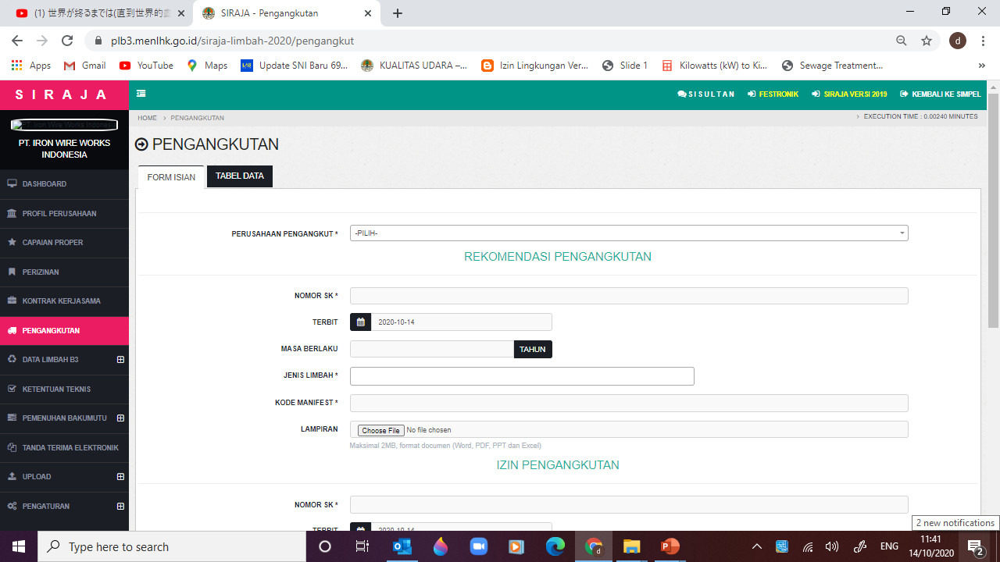 (1) 世界が終るまでは(直到世界的盡
SIRAJA - Pengangkutan
plb3.menlhk.go.id/siraja-limbah-2020/pengangkut
d
Apps
Gmail
YouTube
Maps
Update SNI Baru 69...
KUALITAS UDARA –...
Izin Lingkungan Ver...
Slide 1
Kilowatts (kW) to Ki...
Sewage Treatment...
»
SIRAJA
SISULTAN
FESTRONIK
SIRAJA VERSI 2019
KEMBALI KE SIMPEL
PT. Iron Wire Works Indonesia
PT. IRON WIRE WORKS
INDONESIA
HOME > PENGANGKUTAN
> EXECUTION TIME : 0.00240 MINUTES
PENGANGKUTAN
FORM ISIAN
TABEL DATA
DASHBOARD
PROFIL PERUSAHAAN
CAPAIAN PROPER
PERIZINAN
KONTRAK KERJASAMA
PENGANGKUTAN
DATA LIMBAH B3
KETENTUAN TEKNIS
PEMENUHAN BAKUMUTU
TANDA TERIMA ELEKTRONIK
UPLOAD
PENGATURAN
PERUSAHAAN PENGANGKUT *
-PILIH-
REKOMENDASI PENGANGKUTAN
NOMOR SK *
TERBIT
2020-10-14
MASA BERLAKU
TAHUN
JENIS LIMBAH *
KODE MANIFEST *
LAMPIRAN
Choose File No file chosen
Maksimal 2MB, format documen (Word, PDF, PPT dan Excel)
IZIN PENGANGKUTAN
NOMOR SK *
TERBIT
2020-10-14
2 new notifications
Type here to search
ENG
11:41
14/10/2020
2